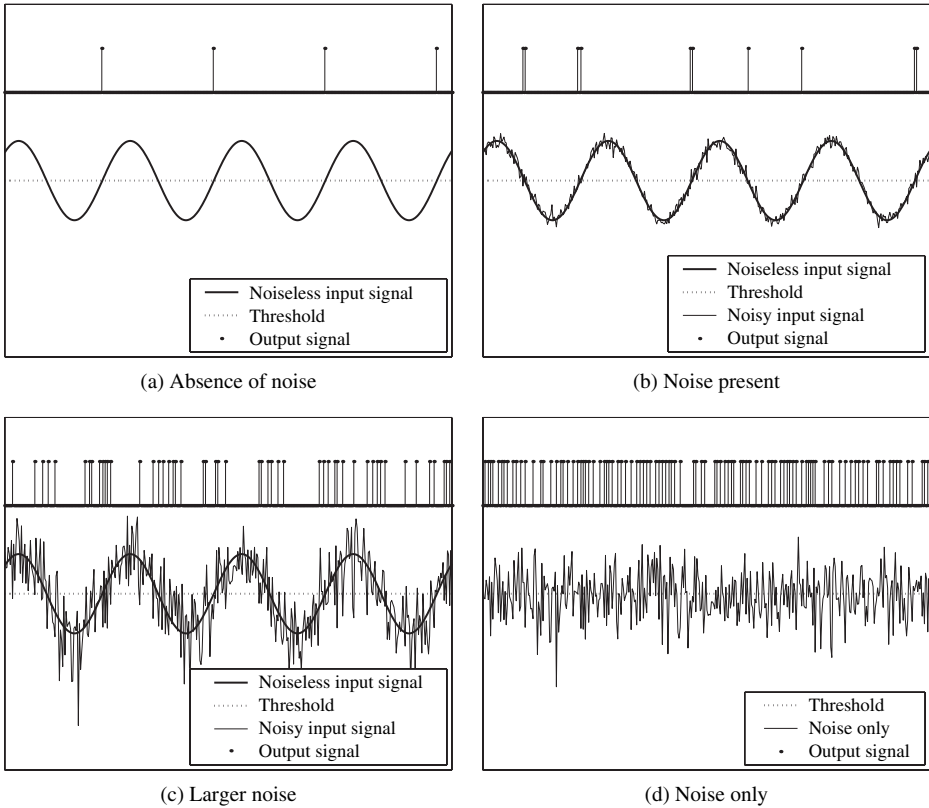 Noiseless input signal
Threshold
Output signal
(a) Absence of noise
Noiseless input signal
Threshold
Noisy input signal
Output signal
(b) Noise present
Noiseless input signal
Threshold
Noisy input signal
Output signal
(c) Larger noise
Threshold
Noise only
Output signal
(d) Noise only